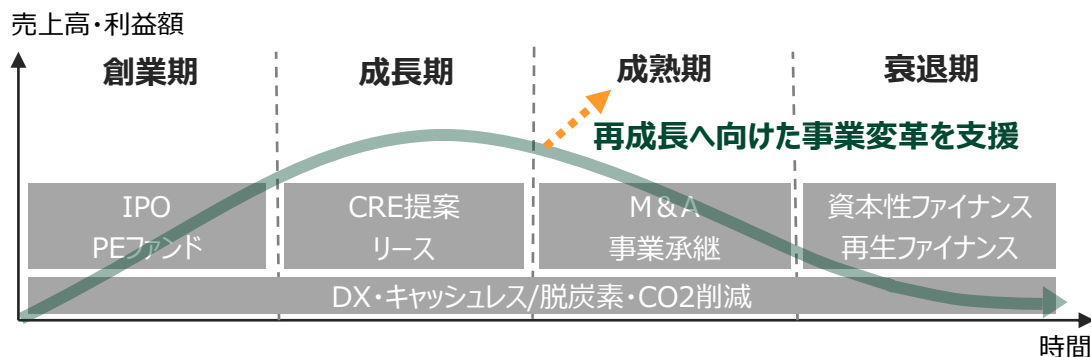 売上高・利益額
創業期
成長期
成熟期
衰退期
再成長へ向けた事業変革を支援
IPO
PEファンド
CRE提案
リース
M&A
事業承継
資本性ファイナンス
再生ファイナンス
DX・キャッシュレス/脱炭素・CO2削減
時間